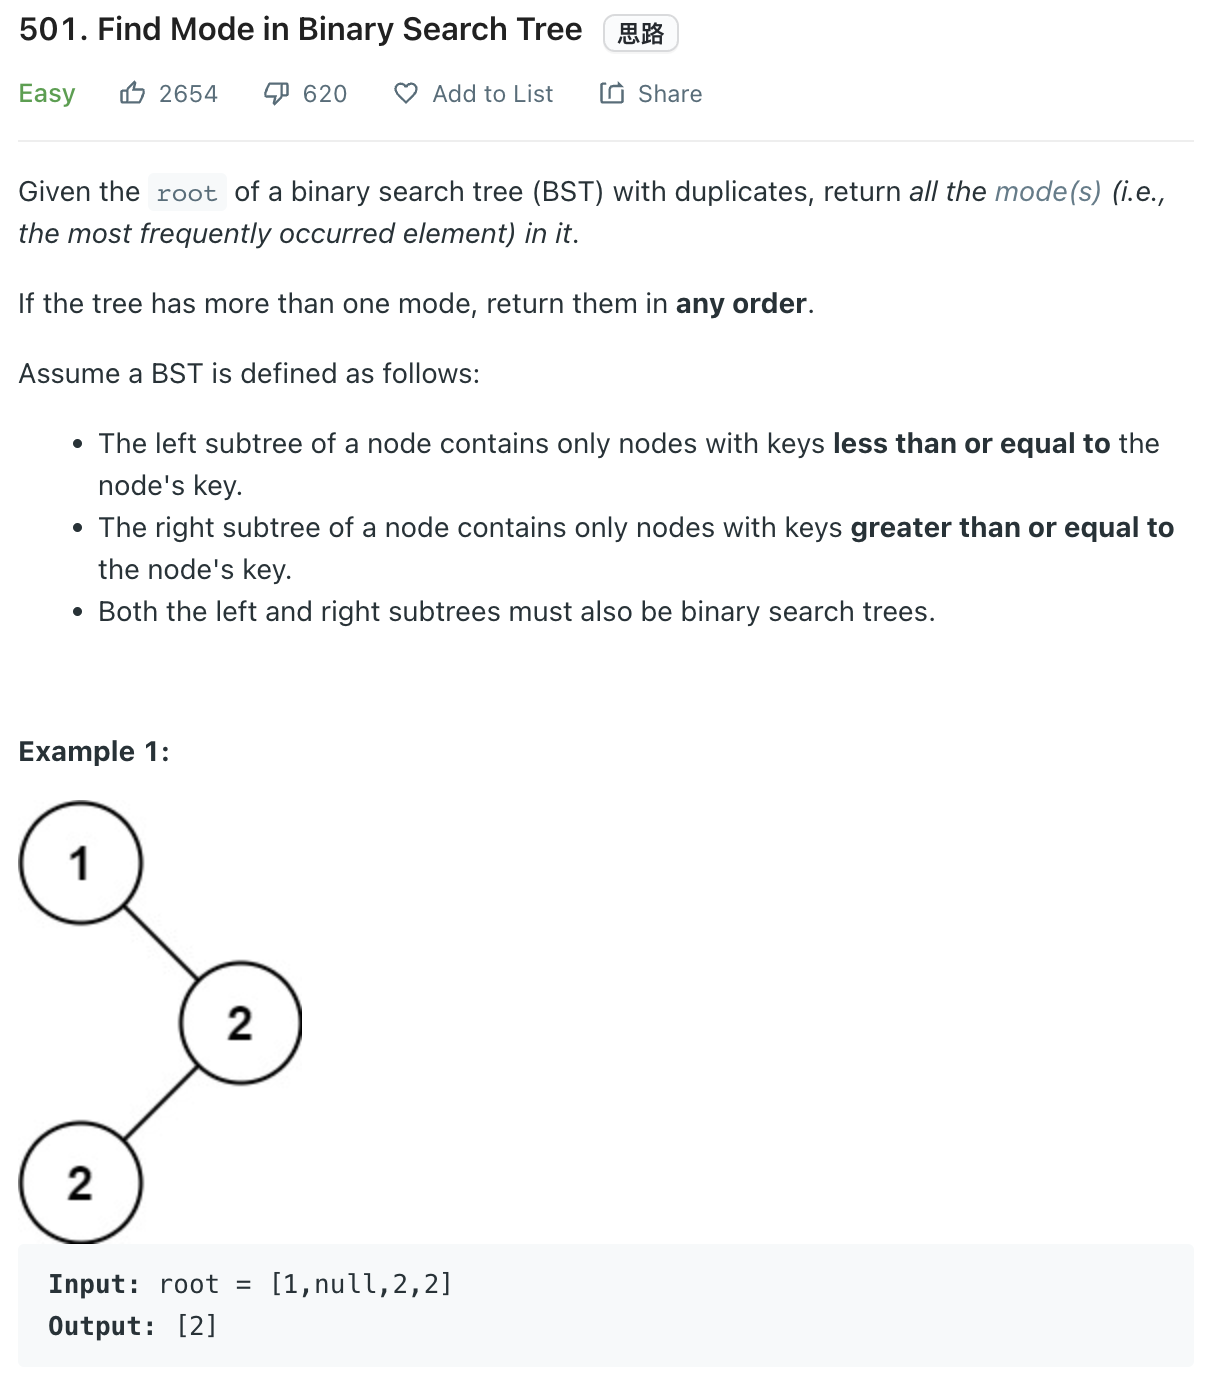 501. Find Mode in Binary Search Tree 思路
Easy 2654 620 Add to List Share
Given the root of a binary search tree (BST) with duplicates, return all the mode(s) (i.e.,
the most frequently occurred element) in it.
If the tree has more than one mode, return them in any order.
Assume a BST is defined as follows:
• The left subtree of a node contains only nodes with keys less than or equal to the
node's key.
• The right subtree of a node contains only nodes with keys greater than or equal to
the node's key.
• Both the left and right subtrees must also be binary search trees.
Example 1:
1
2
2
Input: root = [1,null,2,2]
Output: [2]